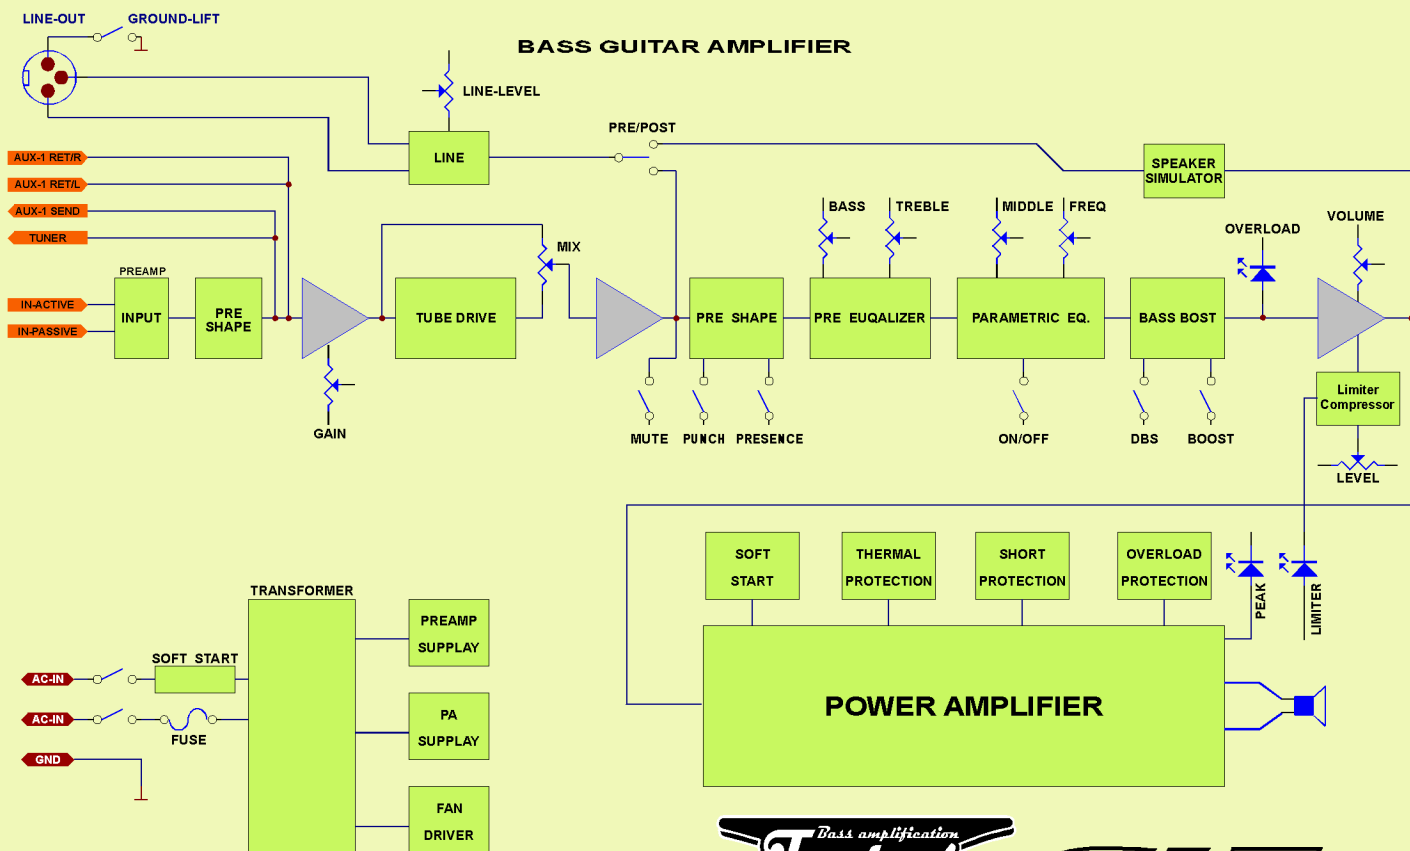 LINE-OUT
GROUND-LIFT
BASS GUITAR AMPLIFIER
LINE-LEVEL
PRE/POST
LINE
SPEAKER
SIMULATOR
AUX-1 RET/R
AUX-1 RET/L
AUX-1 SEND
TUNER
BASS
TREBLE
MIDDLE
FREQ
OVERLOAD
VOLUME
MIX
PREAMP
IN-ACTIVE
IN-PASSIVE
INPUT
PRE
SHAPE
TUBE DRIVE
PRE SHAPE
PRE EUQALIZER
PARAMETRIC EQ.
BASS BOST
GAIN
MUTE
PUNCH
PRESENCE
ON/OFF
DBS
BOOST
Limiter
Compressor
LEVEL
SOFT
START
THERMAL
PROTECTION
SHORT
PROTECTION
OVERLOAD
PROTECTION
PEAK
LIMITER
TRANSFORMER
PREAMP
SUPPLAY
SOFT START
AC-IN
AC-IN
FUSE
GND
PA
SUPPLAY
POWER AMPLIFIER
FAN
DRIVER
Bass amplification